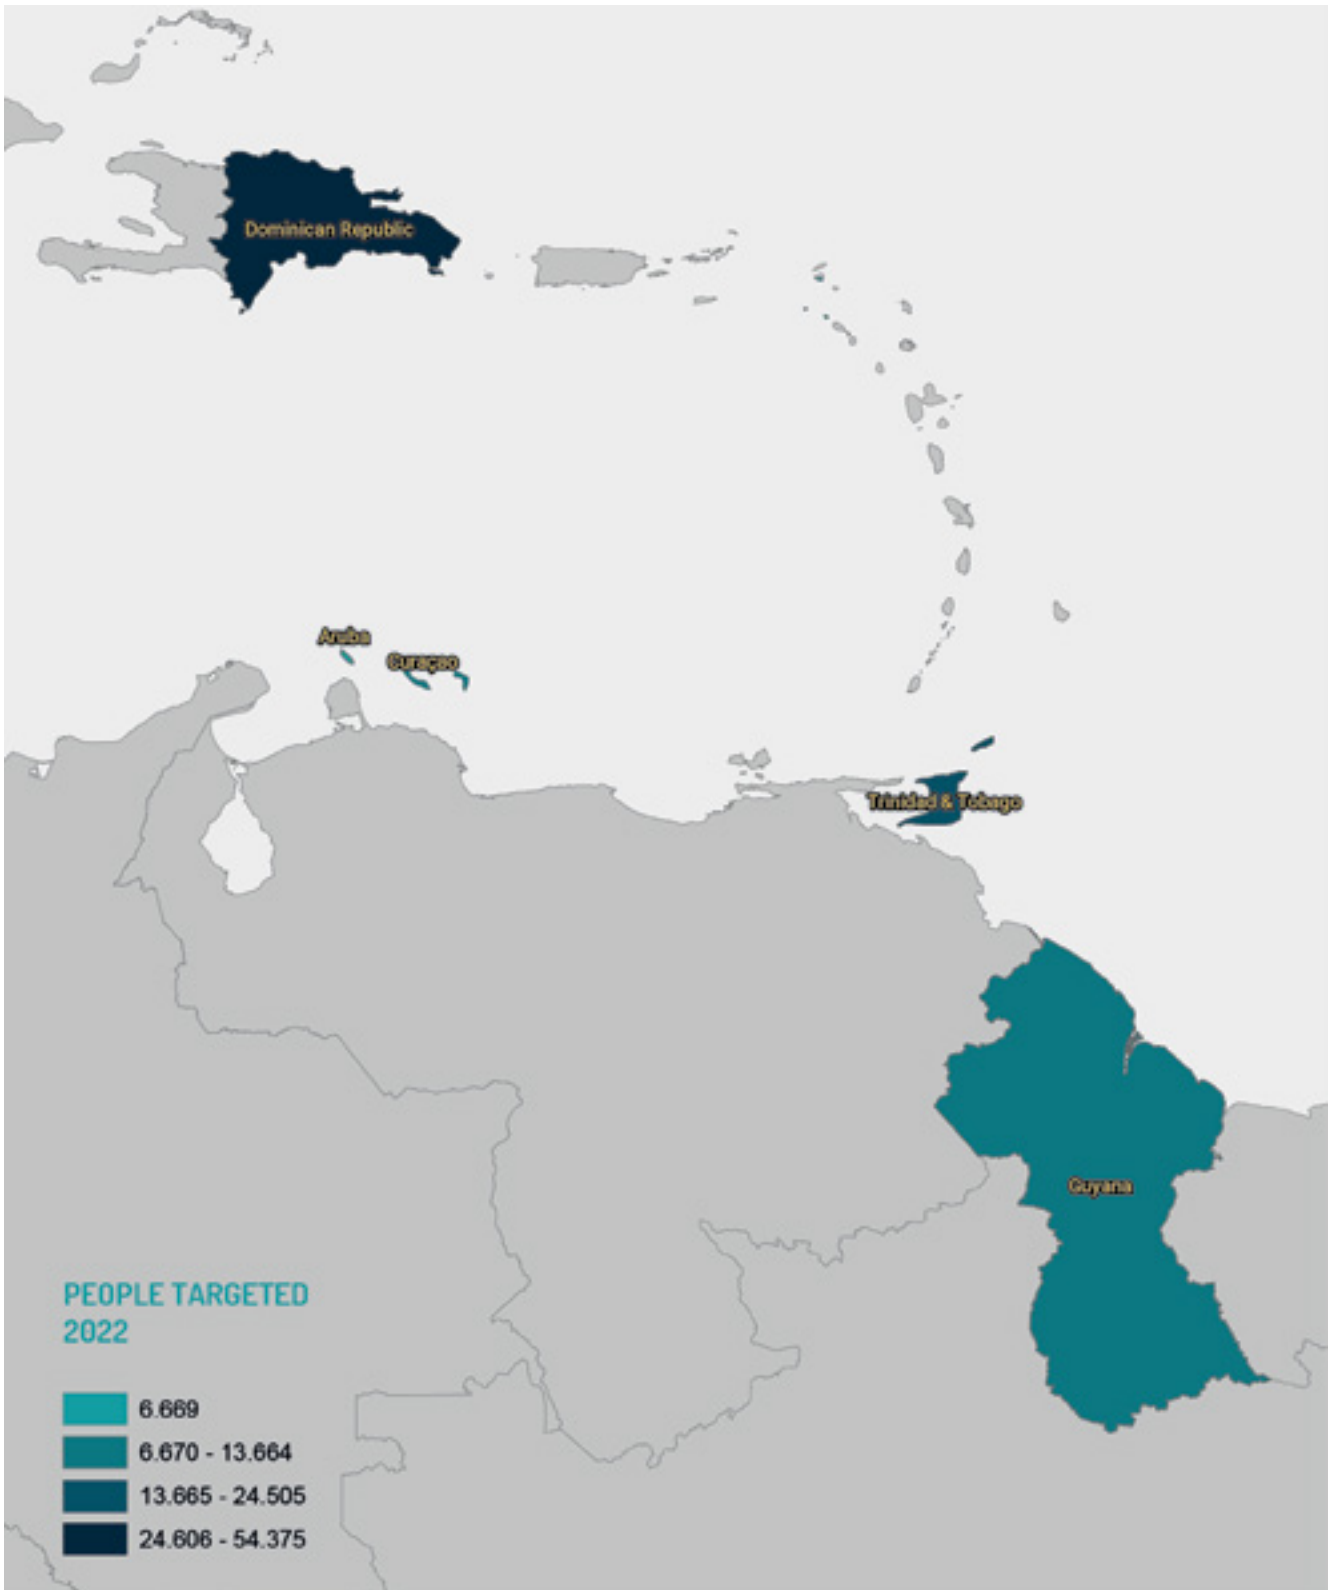 Dominican Republic
Aruba
Curaçao
Trinidad & Tobago
Guyana
PEOPLE TARGETED
2022
6.669
6.670 - 13.664
13.665 - 24.505
24.606 - 54.375